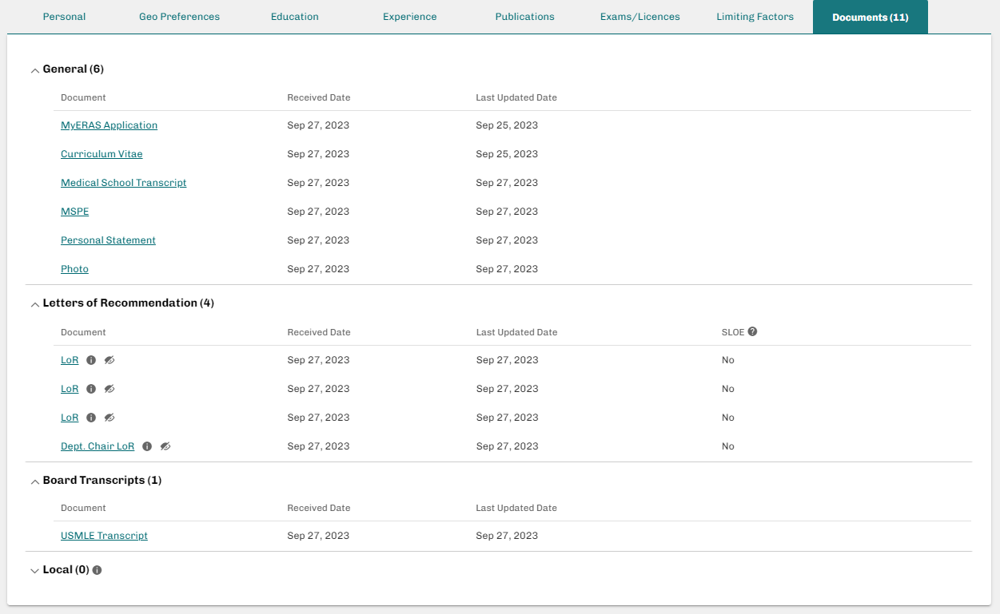 Personal Geo Preferences Education Experience Publications Exams/Licences Limiting Factors Documents (11)
General (6)
Document Received Date Last Updated Date
MyERAS Application Sep 27, 2023 Sep 25, 2023
Curriculum Vitae Sep 27, 2023 Sep 25, 2023
Medical School Transcript Sep 27, 2023 Sep 27, 2023
MSPE Sep 27, 2023 Sep 27, 2023
Personal Statement Sep 27, 2023 Sep 27, 2023
Photo Sep 27, 2023 Sep 27, 2023
Letters of Recommendation (4)
Document Received Date Last Updated Date SLOE
LoR Sep 27, 2023 Sep 27, 2023 No
LoR Sep 27, 2023 Sep 27, 2023 No
LoR Sep 27, 2023 Sep 27, 2023 No
Dept. Chair LoR Sep 27, 2023 Sep 27, 2023 No
Board Transcripts (1)
Document Received Date Last Updated Date
USMLE Transcript Sep 27, 2023 Sep 27, 2023
Local (0)